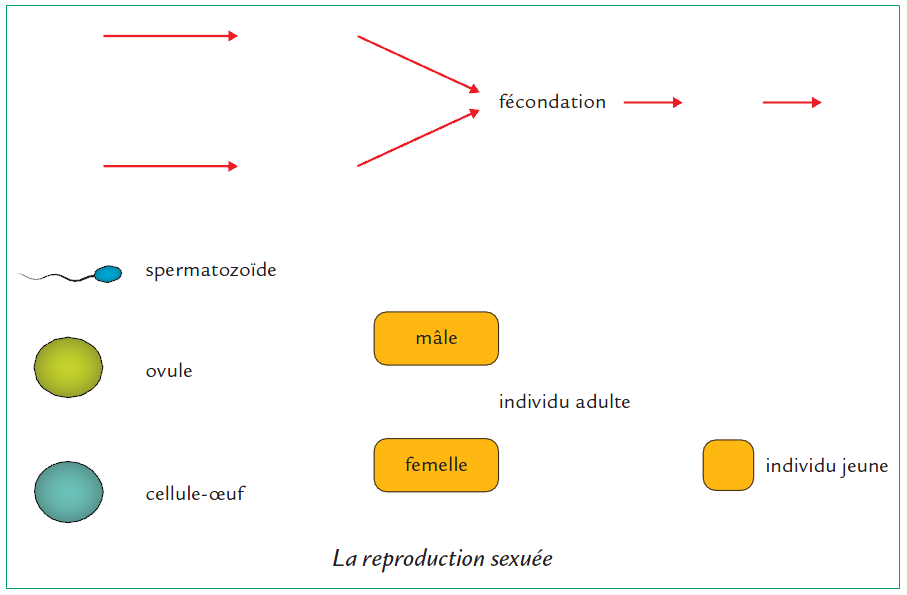 fécondation
spermatozoïde
mâle
ovule
individu adulte
femelle
individu jeune
cellule-œuf
La reproduction sexuée